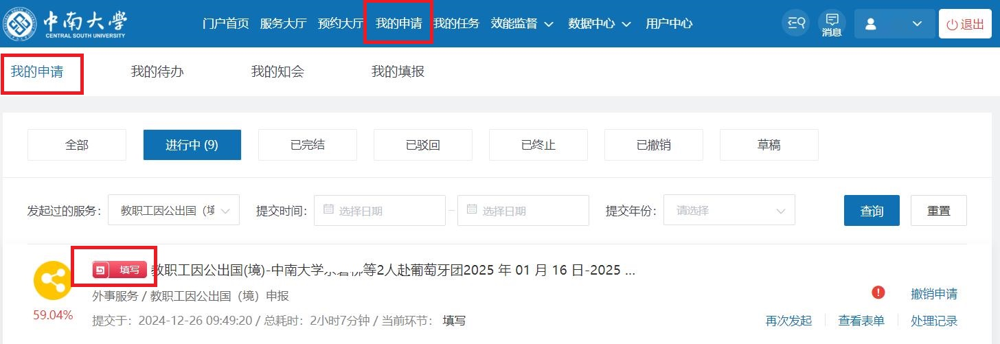 中南大学
CENTRAL SOUTH UNIVERSITY
门户首页 服务大厅 预约大厅 我的申请 我的任务 效能监督 数据中心 用户中心
消息
退出
我的申请 我的待办 我的知会 我的填报
全部 进行中 (9) 已完结 已驳回 已终止 已撤销 草稿
发起过的服务： 教职工因公出国（境 提交时间： 选择日期 – 选择日期 提交年份： 请选择 查询 重置
填写 教职工因公出国(境)-中南大学 等2人赴葡萄牙团2025 年 01 月 16 日-2025 ...
外事服务 / 教职工因公出国（境）申报
撤销申请
59.04%
提交于：2024-12-26 09:49:20 / 总耗时：2小时7分钟 / 当前环节： 填写
再次发起 查看表单 处理记录